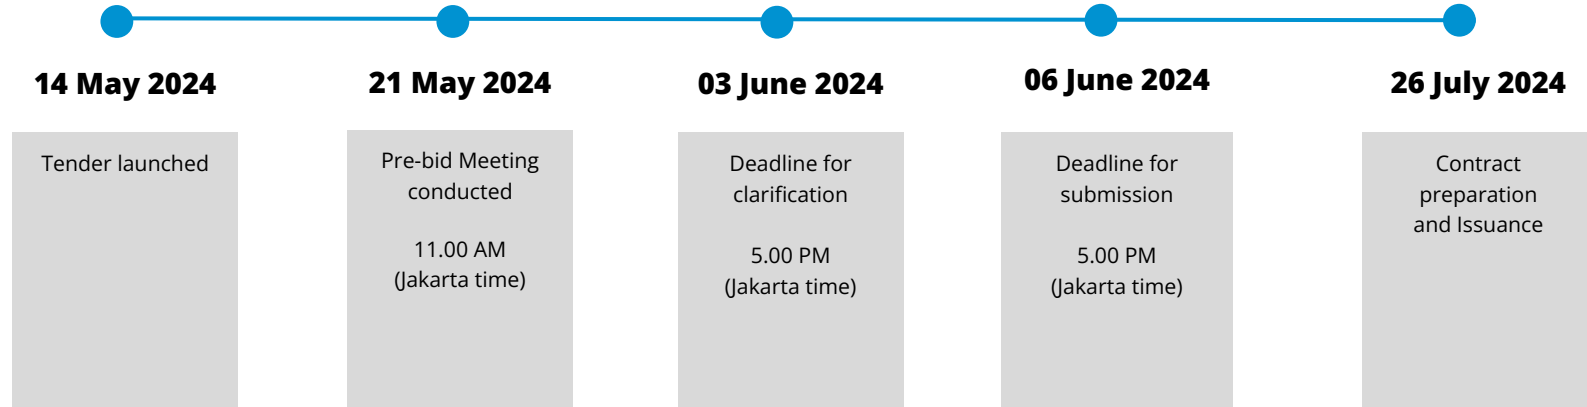 14 May 2024
Tender launched
21 May 2024
Pre-bid Meeting
conducted
11.00 AM
(Jakarta time)
03 June 2024
Deadline for
clarification
5.00 PM
(Jakarta time)
06 June 2024
Deadline for
submission
5.00 PM
(Jakarta time)
26 July 2024
Contract
preparation
and Issuance